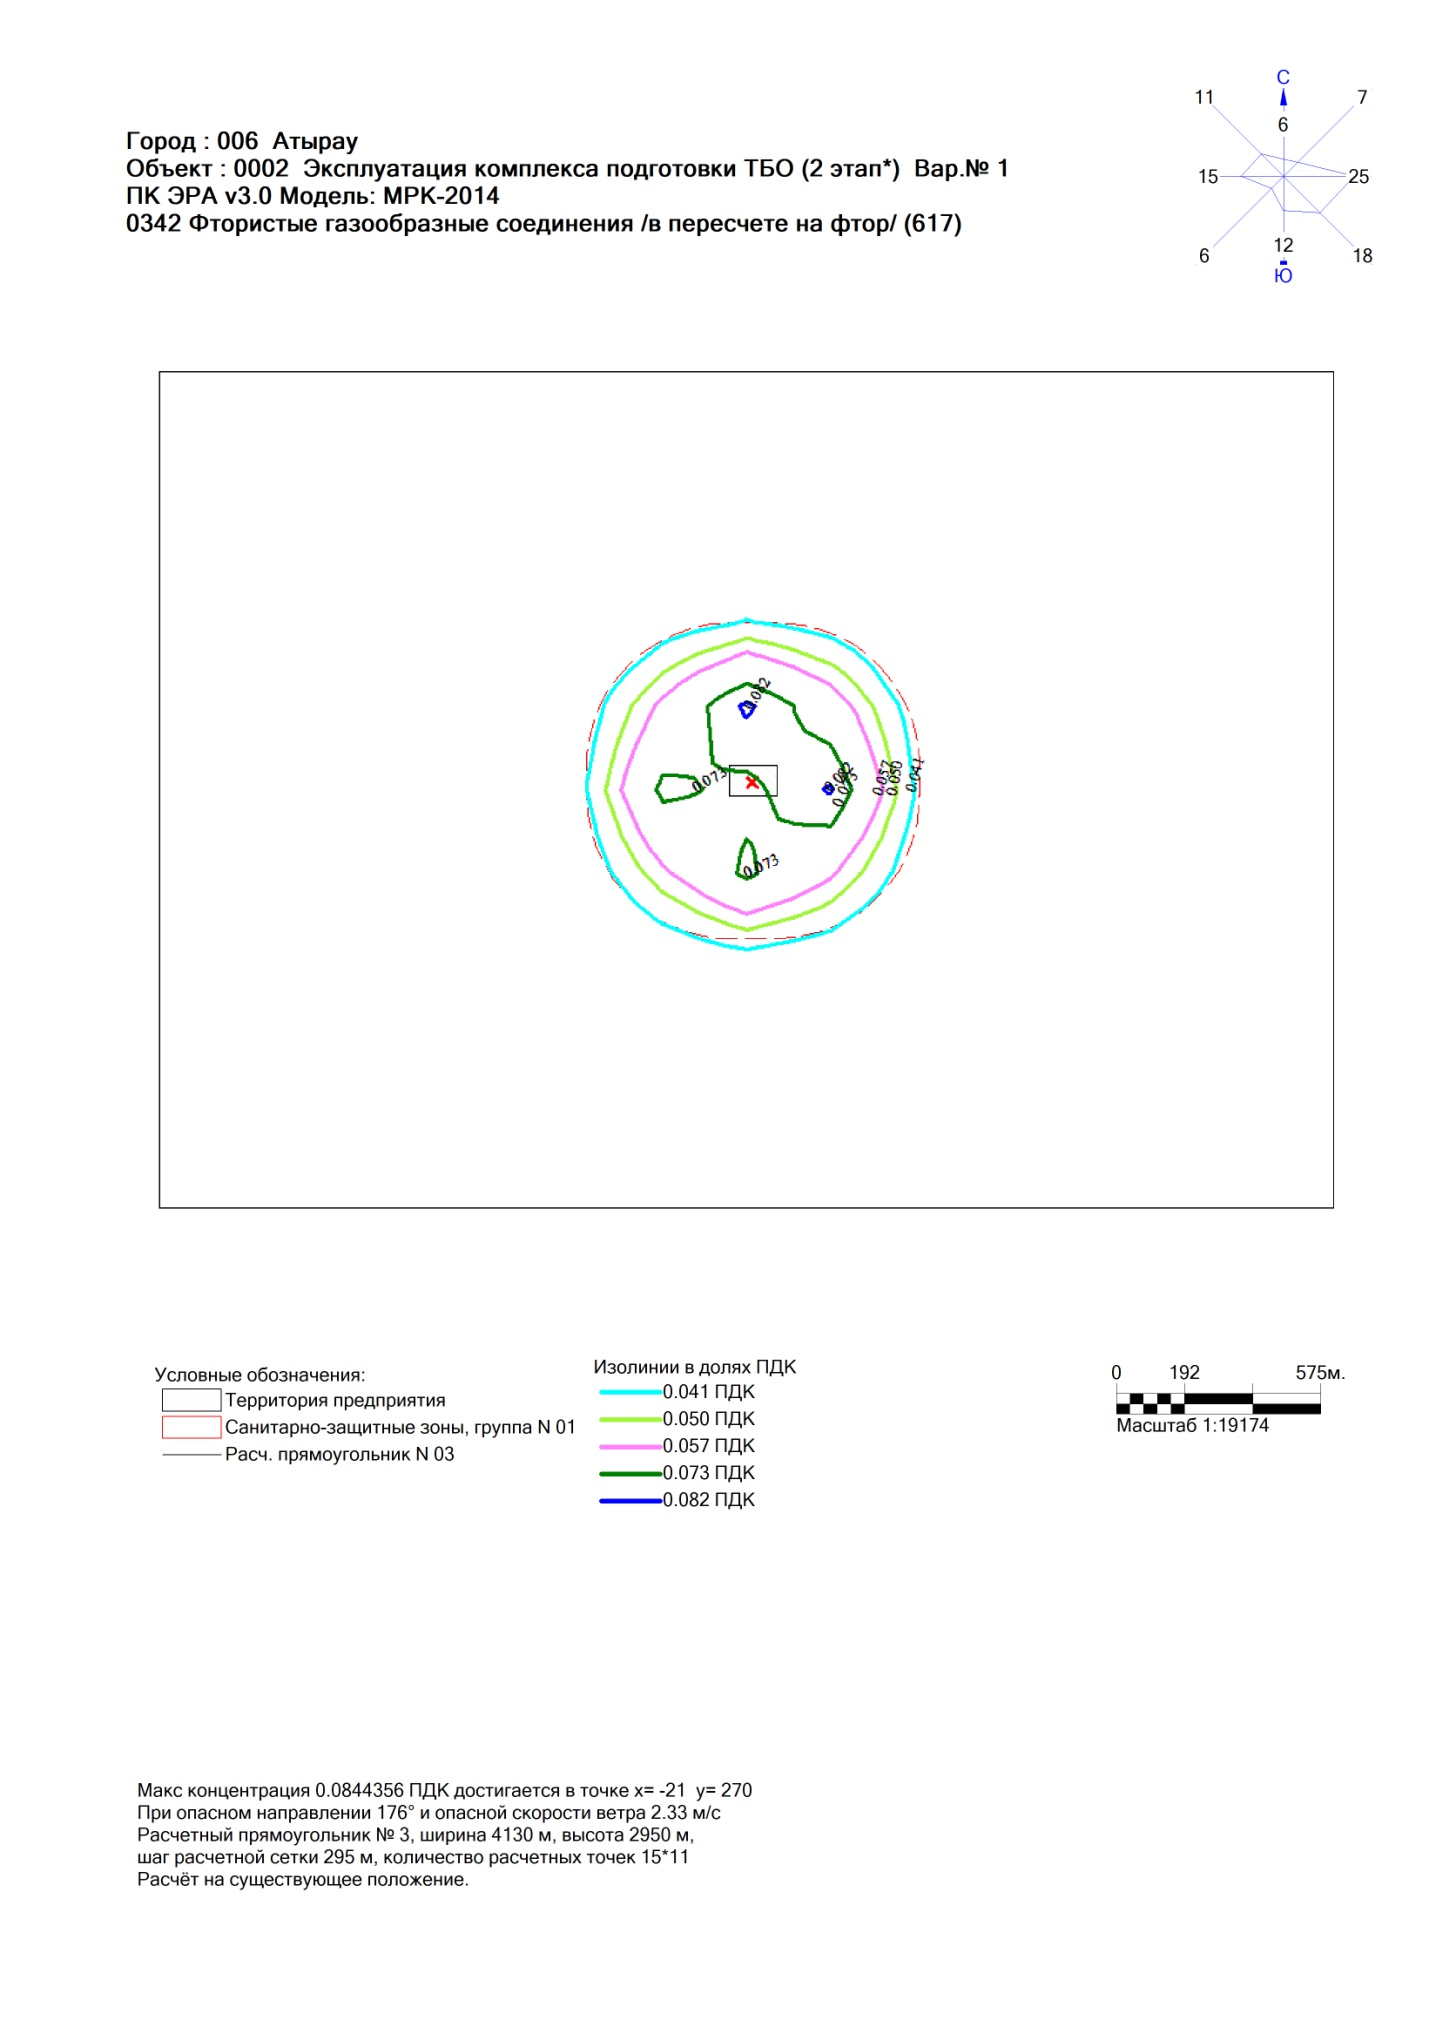 Город : 006 Атырау
Объект : 0002 Эксплуатация комплекса подготовки ТБО (2 этап*) Вар.№ 1
ПК ЭРА v3.0 Модель: МРК-2014
0342 Фтористые газообразные соединения /в пересчете на фтор/ (617)
С
11
7
6
15
25
6
12
18
Ю
0.082
0.073
0.082
0.073
0.057
0.050
0.041
0.073
Условные обозначения:
Территория предприятия
Санитарно-защитные зоны, группа N 01
Расч. прямоугольник N 03
Изолинии в долях ПДК
0.041 ПДК
0.050 ПДК
0.057 ПДК
0.073 ПДК
0.082 ПДК
0 192 575м.
Масштаб 1:19174
Макс концентрация 0.0844356 ПДК достигается в точке x= -21 y= 270
При опасном направлении 176° и опасной скорости ветра 2.33 м/с
Расчетный прямоугольник № 3, ширина 4130 м, высота 2950 м,
шаг расчетной сетки 295 м, количество расчетных точек 15*11
Расчёт на существующее положение.